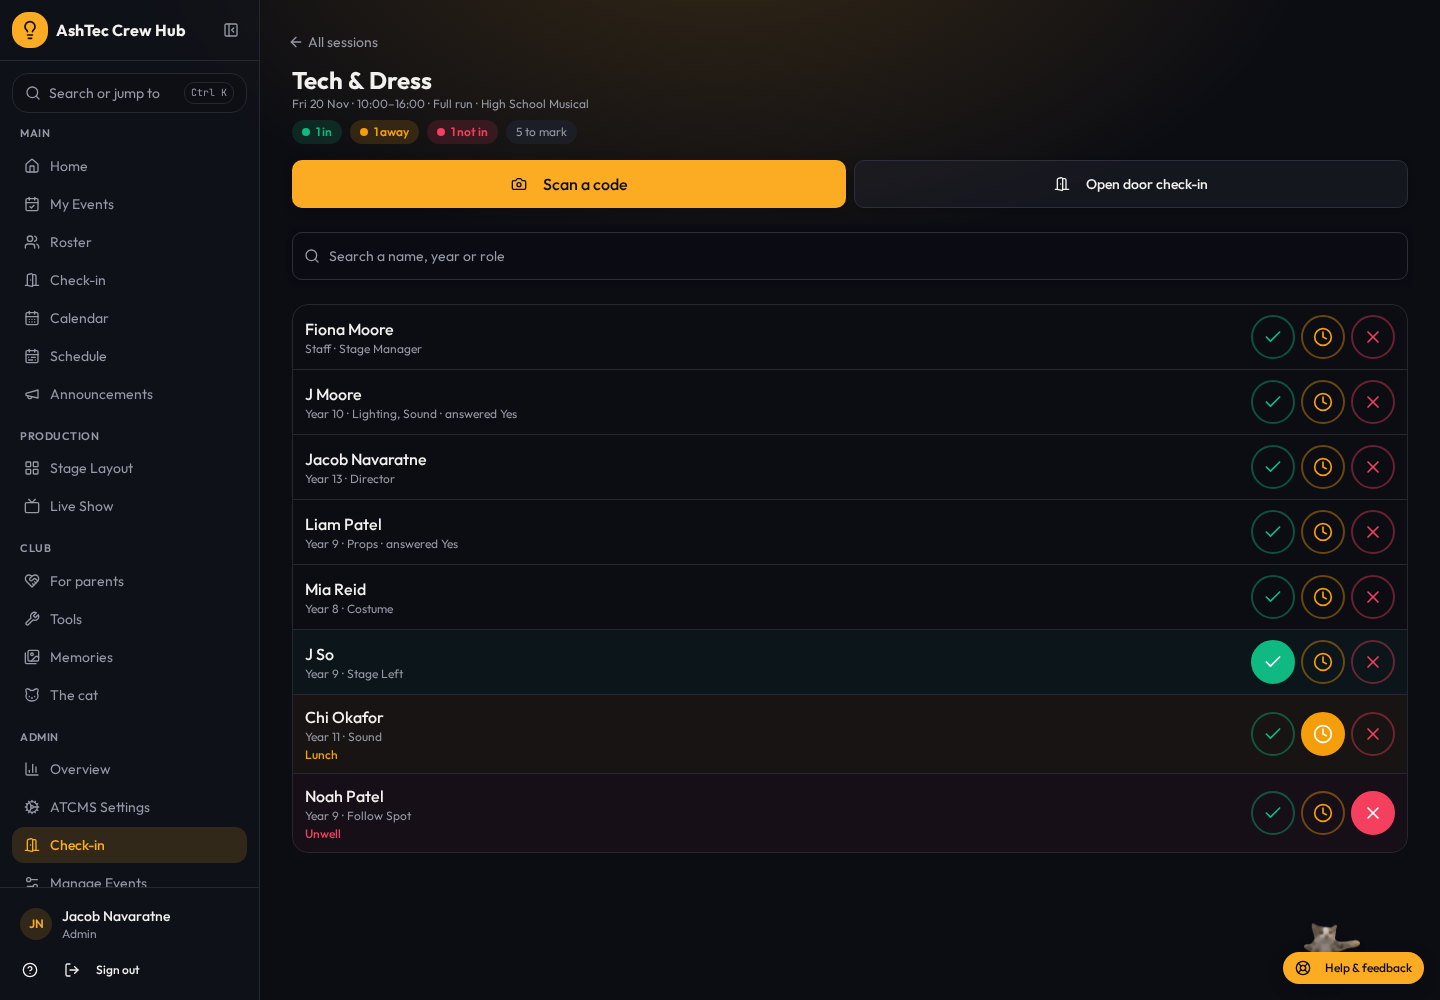 AshTec Crew Hub
Search or jump to
Ctrl K
MAIN
Home
My Events
Roster
Check-in
Calendar
Schedule
Announcements
PRODUCTION
Stage Layout
Live Show
CLUB
For parents
Tools
Memories
The cat
ADMIN
Overview
ATCMS Settings
Check-in
Manage Events
JN
Jacob Navaratne
Admin
Sign out
All sessions
Tech & Dress
Fri 20 Nov · 10:00–16:00 · Full run · High School Musical
1 in
1 away
1 not in
5 to mark
Scan a code
Open door check-in
Search a name, year or role
Fiona Moore
Staff · Stage Manager
J Moore
Year 10 · Lighting, Sound · answered Yes
Jacob Navaratne
Year 13 · Director
Liam Patel
Year 9 · Props · answered Yes
Mia Reid
Year 8 · Costume
J So
Year 9 · Stage Left
Chi Okafor
Year 11 · Sound
Lunch
Noah Patel
Year 9 · Follow Spot
Unwell
Help & feedback